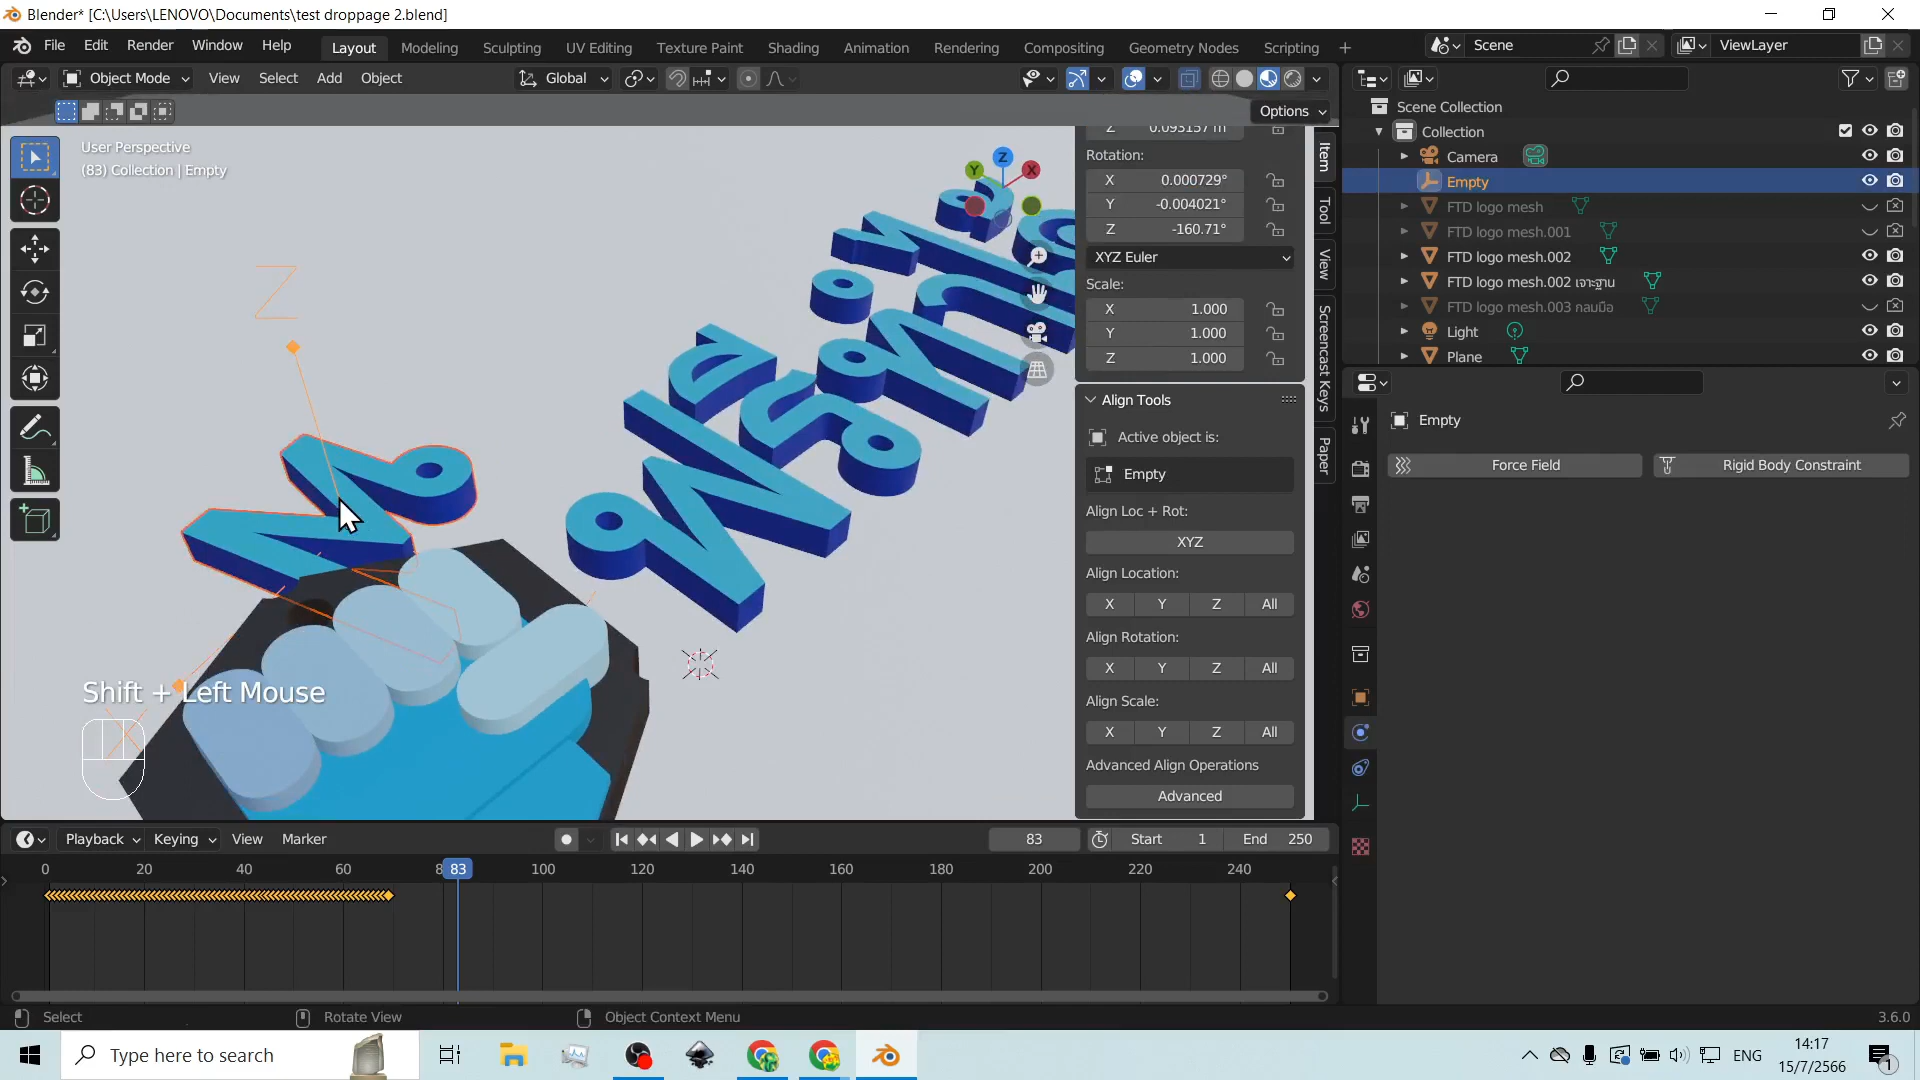 Blender* [C:\Users\LENOVO\Documents\test droppage 2.blend]
File Edit Render Window Help Layout Modeling Sculpting UV Editing Texture Paint Shading Animation Rendering Compositing Geometry Nodes Scripting + Scene ViewLayer
Object Mode View Select Add Object Global
Options
User Perspective
(83) Collection | Empty
Z 0.093157 m
Rotation:
X 0.000729°
Y -0.004021°
Z -160.71°
XYZ Euler
Scale:
X 1.000
Y 1.000
Z 1.000
Align Tools
Active object is:
Empty
Align Loc + Rot:
XYZ
Align Location:
X Y Z All
Align Rotation:
X Y Z All
Align Scale:
X Y Z All
Advanced Align Operations
Advanced
Item
Tool
View
Screencast Keys
Paper
Z
X
Y
X
Z
Shift + Left Mouse
Scene Collection
Collection
Camera
Empty
FTD logo mesh
FTD logo mesh.001
FTD logo mesh.002
FTD logo mesh.002 เจาะฐาน
FTD logo mesh.003 กลมมือ
Light
Plane
Empty
Force Field Rigid Body Constraint
Playback Keying View Marker 83 Start 1 End 250
0 20 40 60 8 83 100 120 140 160 180 200 220 240
Select Rotate View Object Context Menu 3.6.0
Type here to search ENG 14:17
15/7/2566
1